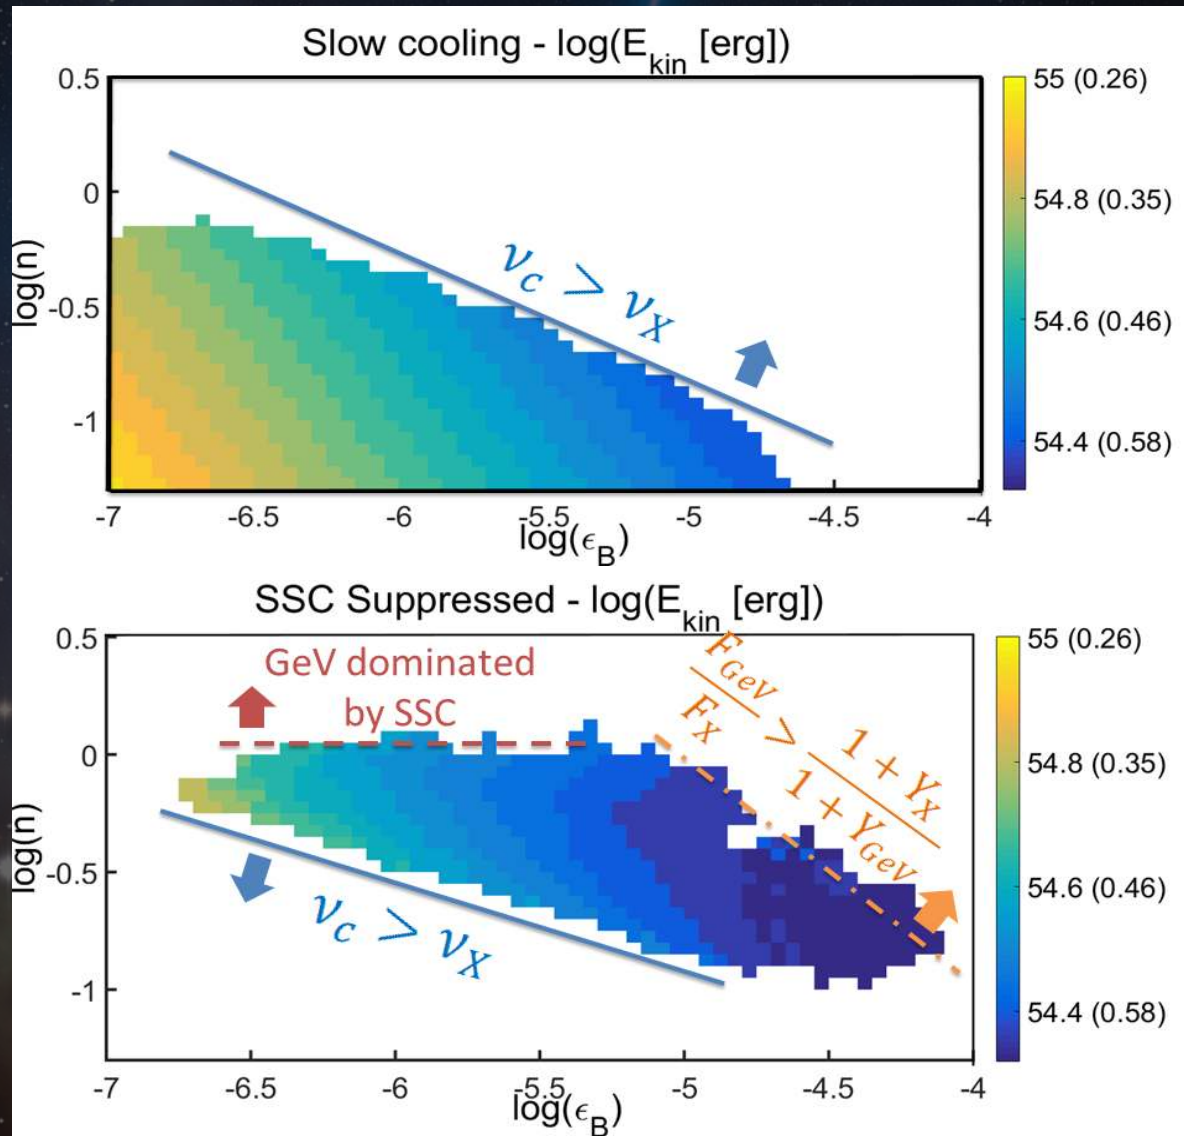 Slow cooling - log(E_kin [erg])
0.5
0
-0.5
-1
log(n)
ν_c > ν_X
-7
-6.5
-6
-5.5
-5
-4.5
-4
log(ϵ_B)
55 (0.26)
54.8 (0.35)
54.6 (0.46)
54.4 (0.58)
SSC Suppressed - log(E_kin [erg])
0.5
0
-0.5
-1
log(n)
GeV dominated
by SSC
F_GeV / F_X > 1 + Y_X / 1 + Y_GeV
ν_c > ν_X
-7
-6.5
-6
-5.5
-5
-4.5
-4
log(ϵ_B)
55 (0.26)
54.8 (0.35)
54.6 (0.46)
54.4 (0.58)